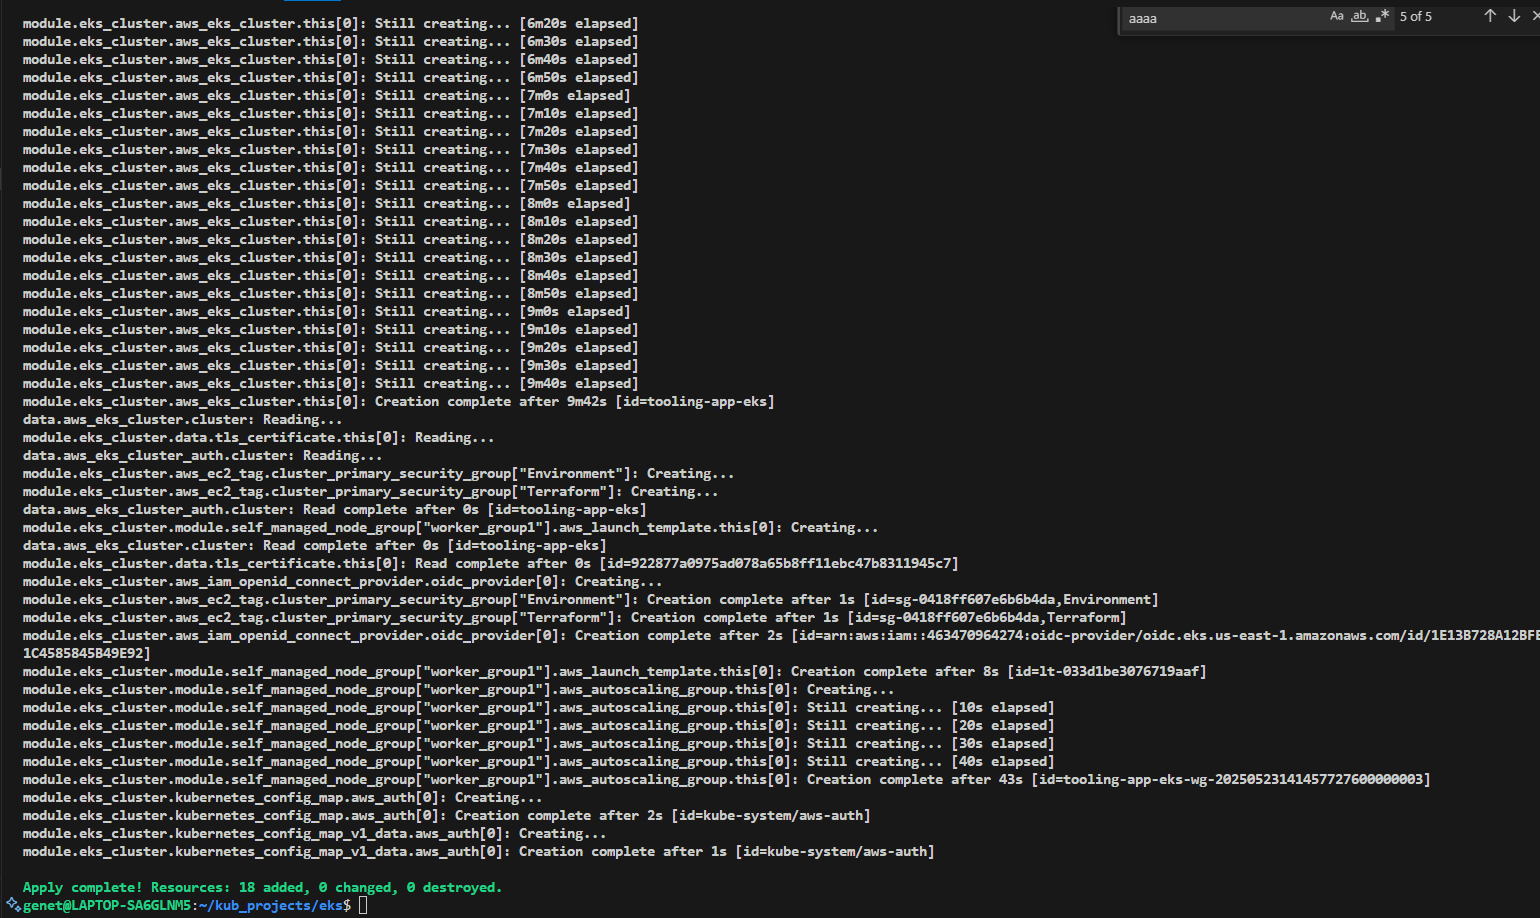 aaaa Aa ab .* 5 of 5
module.eks_cluster.aws_eks_cluster.this[0]: Still creating... [6m20s elapsed]
module.eks_cluster.aws_eks_cluster.this[0]: Still creating... [6m30s elapsed]
module.eks_cluster.aws_eks_cluster.this[0]: Still creating... [6m40s elapsed]
module.eks_cluster.aws_eks_cluster.this[0]: Still creating... [6m50s elapsed]
module.eks_cluster.aws_eks_cluster.this[0]: Still creating... [7m0s elapsed]
module.eks_cluster.aws_eks_cluster.this[0]: Still creating... [7m10s elapsed]
module.eks_cluster.aws_eks_cluster.this[0]: Still creating... [7m20s elapsed]
module.eks_cluster.aws_eks_cluster.this[0]: Still creating... [7m30s elapsed]
module.eks_cluster.aws_eks_cluster.this[0]: Still creating... [7m40s elapsed]
module.eks_cluster.aws_eks_cluster.this[0]: Still creating... [7m50s elapsed]
module.eks_cluster.aws_eks_cluster.this[0]: Still creating... [8m0s elapsed]
module.eks_cluster.aws_eks_cluster.this[0]: Still creating... [8m10s elapsed]
module.eks_cluster.aws_eks_cluster.this[0]: Still creating... [8m20s elapsed]
module.eks_cluster.aws_eks_cluster.this[0]: Still creating... [8m30s elapsed]
module.eks_cluster.aws_eks_cluster.this[0]: Still creating... [8m40s elapsed]
module.eks_cluster.aws_eks_cluster.this[0]: Still creating... [8m50s elapsed]
module.eks_cluster.aws_eks_cluster.this[0]: Still creating... [9m0s elapsed]
module.eks_cluster.aws_eks_cluster.this[0]: Still creating... [9m10s elapsed]
module.eks_cluster.aws_eks_cluster.this[0]: Still creating... [9m20s elapsed]
module.eks_cluster.aws_eks_cluster.this[0]: Still creating... [9m30s elapsed]
module.eks_cluster.aws_eks_cluster.this[0]: Still creating... [9m40s elapsed]
module.eks_cluster.aws_eks_cluster.this[0]: Creation complete after 9m42s [id=tooling-app-eks]
data.aws_eks_cluster.cluster: Reading...
module.eks_cluster.data.tls_certificate.this[0]: Reading...
data.aws_eks_cluster_auth.cluster: Reading...
module.eks_cluster.aws_ec2_tag.cluster_primary_security_group["Environment"]: Creating...
module.eks_cluster.aws_ec2_tag.cluster_primary_security_group["Terraform"]: Creating...
data.aws_eks_cluster_auth.cluster: Read complete after 0s [id=tooling-app-eks]
module.eks_cluster.module.self_managed_node_group["worker_group1"].aws_launch_template.this[0]: Creating...
data.aws_eks_cluster.cluster: Read complete after 0s [id=tooling-app-eks]
module.eks_cluster.data.tls_certificate.this[0]: Read complete after 0s [id=922877a0975ad078a65b8ff11ebc47b8311945c7]
module.eks_cluster.aws_iam_openid_connect_provider.oidc_provider[0]: Creating...
module.eks_cluster.aws_ec2_tag.cluster_primary_security_group["Environment"]: Creation complete after 1s [id=sg-0418ff607e6b6b4da,Environment]
module.eks_cluster.aws_ec2_tag.cluster_primary_security_group["Terraform"]: Creation complete after 1s [id=sg-0418ff607e6b6b4da,Terraform]
module.eks_cluster.aws_iam_openid_connect_provider.oidc_provider[0]: Creation complete after 2s [id=arn:aws:iam::463470964274:oidc-provider/oidc.eks.us-east-1.amazonaws.com/id/1E13B728A12BFE
1C4585845B49E92]
module.eks_cluster.module.self_managed_node_group["worker_group1"].aws_launch_template.this[0]: Creation complete after 8s [id=lt-033d1be3076719aaf]
module.eks_cluster.module.self_managed_node_group["worker_group1"].aws_autoscaling_group.this[0]: Creating...
module.eks_cluster.module.self_managed_node_group["worker_group1"].aws_autoscaling_group.this[0]: Still creating... [10s elapsed]
module.eks_cluster.module.self_managed_node_group["worker_group1"].aws_autoscaling_group.this[0]: Still creating... [20s elapsed]
module.eks_cluster.module.self_managed_node_group["worker_group1"].aws_autoscaling_group.this[0]: Still creating... [30s elapsed]
module.eks_cluster.module.self_managed_node_group["worker_group1"].aws_autoscaling_group.this[0]: Still creating... [40s elapsed]
module.eks_cluster.module.self_managed_node_group["worker_group1"].aws_autoscaling_group.this[0]: Creation complete after 43s [id=tooling-app-eks-wg-20250523141457727600000003]
module.eks_cluster.kubernetes_config_map.aws_auth[0]: Creating...
module.eks_cluster.kubernetes_config_map.aws_auth[0]: Creation complete after 2s [id=kube-system/aws-auth]
module.eks_cluster.kubernetes_config_map_v1_data.aws_auth[0]: Creating...
module.eks_cluster.kubernetes_config_map_v1_data.aws_auth[0]: Creation complete after 1s [id=kube-system/aws-auth]
Apply complete! Resources: 18 added, 0 changed, 0 destroyed.
genet@LAPTOP-SA6GLNM5:~/kub_projects/eks$